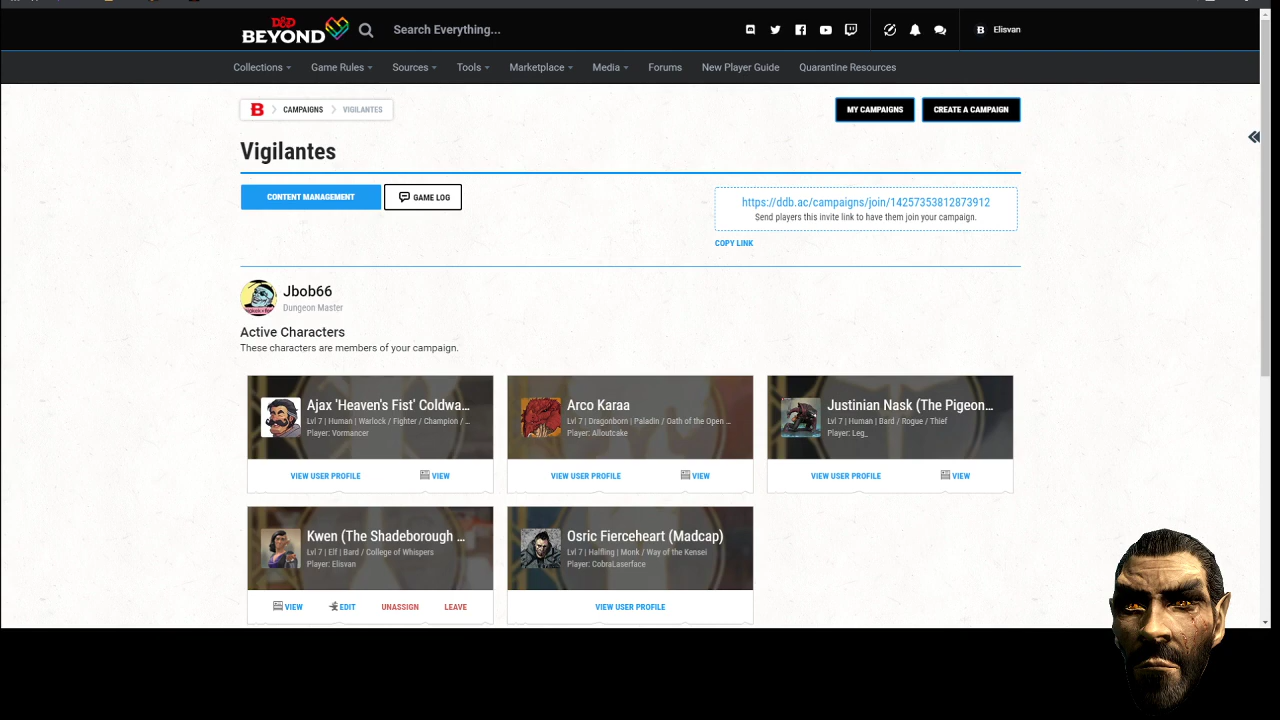 D&D
BEYOND
Search Everything...
Elisvan
Collections
Game Rules
Sources
Tools
Marketplace
Media
Forums
New Player Guide
Quarantine Resources
CAMPAIGNS
VIGILANTES
MY CAMPAIGNS
CREATE A CAMPAIGN
Vigilantes
CONTENT MANAGEMENT
GAME LOG
https://ddb.ac/campaigns/join/14257353812873912
Send players this invite link to have them join your campaign.
COPY LINK
Jbob66
Dungeon Master
Active Characters
These characters are members of your campaign.
Ajax 'Heaven's Fist' Coldwa...
Lvl 7 | Human | Warlock / Fighter / Champion / ...
Player: Vormancer
VIEW USER PROFILE
VIEW
Arco Karaa
Lvl 7 | Dragonborn | Paladin / Oath of the Open ...
Player: Alloutcake
VIEW USER PROFILE
VIEW
Justinian Nask (The Pigeon...
Lvl 7 | Human | Bard / Rogue / Thief
Player: Leg_
VIEW USER PROFILE
VIEW
Kwen (The Shadeborough ...
Lvl 7 | Elf | Bard / College of Whispers
Player: Elisvan
VIEW
EDIT
UNASSIGN
LEAVE
Osric Fierceheart (Madcap)
Lvl 7 | Halfling | Monk / Way of the Kensei
Player: CobraLaserface
VIEW USER PROFILE